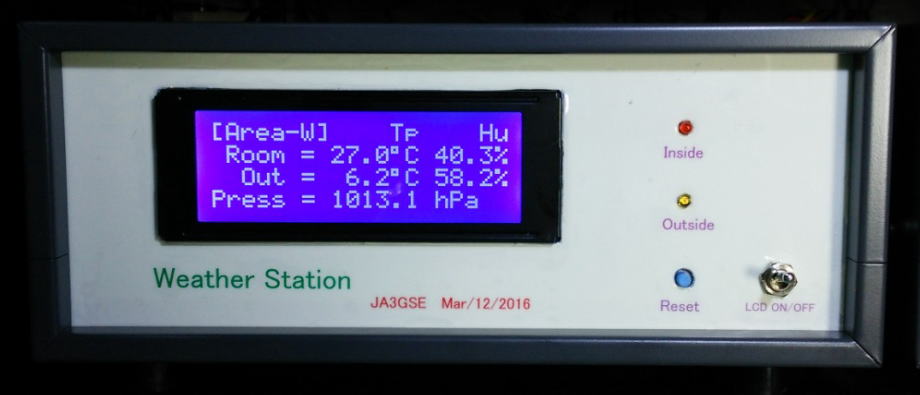 [Area-W] Tp Hu
Room = 27.0°C 40.3%
Out = 6.2°C 58.2%
Press = 1013.1 hPa
Inside
Outside
Weather Station
JA3GSE Mar/12/2016
Reset
LCD ON/OFF